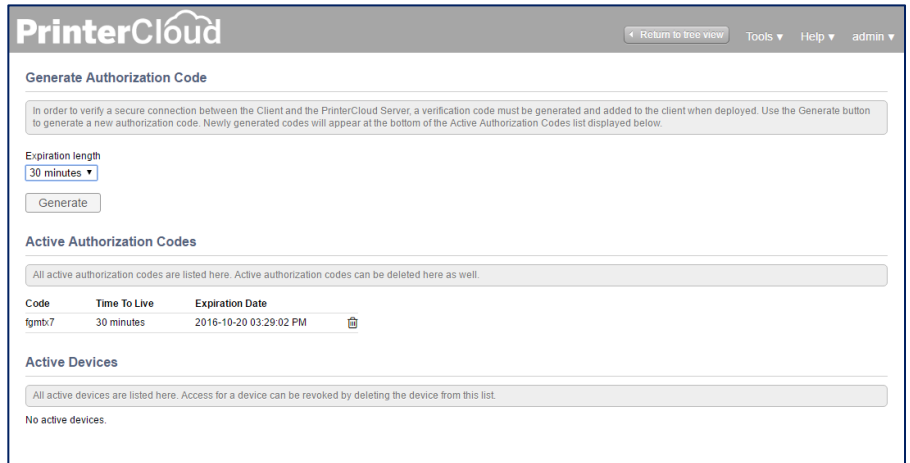 PrinterCloud
Return to tree view Tools Help admin
Generate Authorization Code
In order to verify a secure connection between the Client and the PrinterCloud Server, a verification code must be generated and added to the client when deployed. Use the Generate button
to generate a new authorization code. Newly generated codes will appear at the bottom of the Active Authorization Codes list displayed below.
Expiration length
30 minutes
Generate
Active Authorization Codes
All active authorization codes are listed here. Active authorization codes can be deleted here as well.
Code Time To Live Expiration Date
fgmtx7 30 minutes 2016-10-20 03:29:02 PM
Active Devices
All active devices are listed here. Access for a device can be revoked by deleting the device from this list.
No active devices.